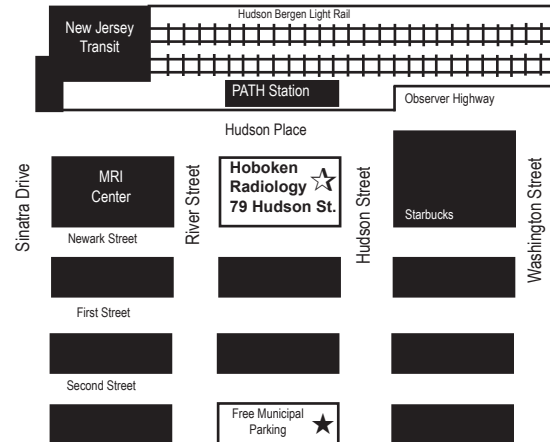 Hudson Bergen Light Rail
New Jersey
Transit
PATH Station
Observer Highway
Hudson Place
Sinatra Drive
MRI
Center
River Street
Hoboken
Radiology
79 Hudson St.
Hudson Street
Starbucks
Washington Street
Newark Street
First Street
Second Street
Free Municipal
Parking